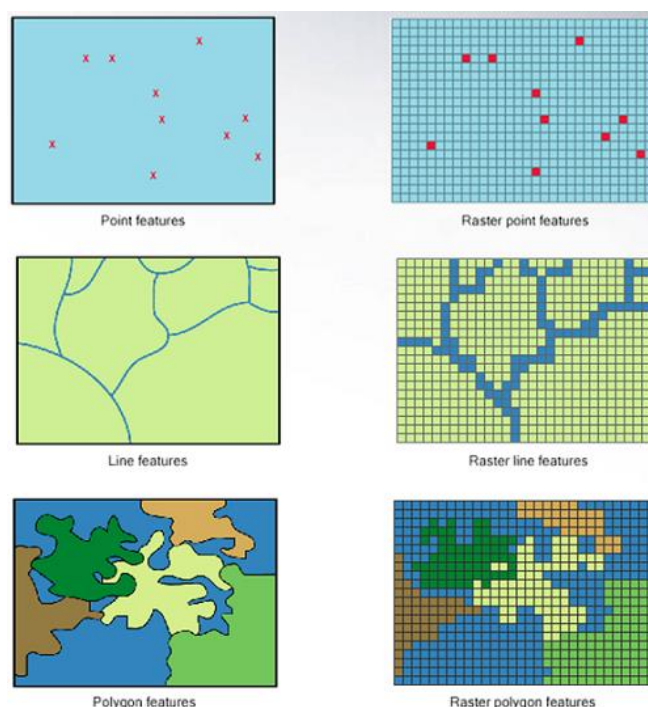 Point features
Raster point features
Line features
Raster line features
Polygon features
Raster polygon features